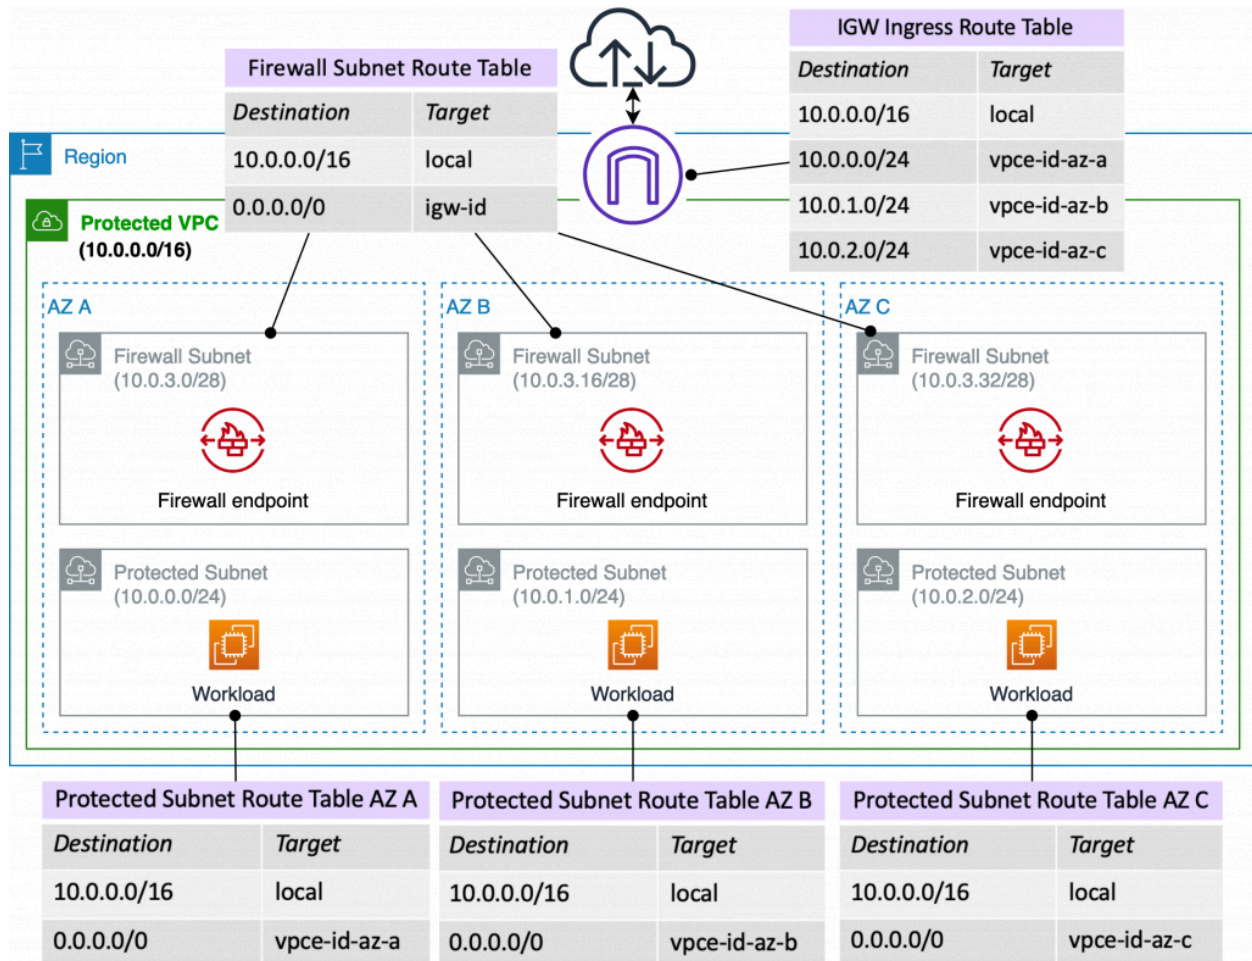 Firewall Subnet Route Table
Destination Target
10.0.0.0/16 local
0.0.0.0/0 igw-id
IGW Ingress Route Table
Destination Target
10.0.0.0/16 local
10.0.0.0/24 vpce-id-az-a
10.0.1.0/24 vpce-id-az-b
10.0.2.0/24 vpce-id-az-c
Region
Protected VPC
(10.0.0.0/16)
AZ A
Firewall Subnet
(10.0.3.0/28)
Firewall endpoint
Protected Subnet
(10.0.0.0/24)
Workload
AZ B
Firewall Subnet
(10.0.3.16/28)
Firewall endpoint
Protected Subnet
(10.0.1.0/24)
Workload
AZ C
Firewall Subnet
(10.0.3.32/28)
Firewall endpoint
Protected Subnet
(10.0.2.0/24)
Workload
Protected Subnet Route Table AZ A
Destination Target
10.0.0.0/16 local
0.0.0.0/0 vpce-id-az-a
Protected Subnet Route Table AZ B
Destination Target
10.0.0.0/16 local
0.0.0.0/0 vpce-id-az-b
Protected Subnet Route Table AZ C
Destination Target
10.0.0.0/16 local
0.0.0.0/0 vpce-id-az-c